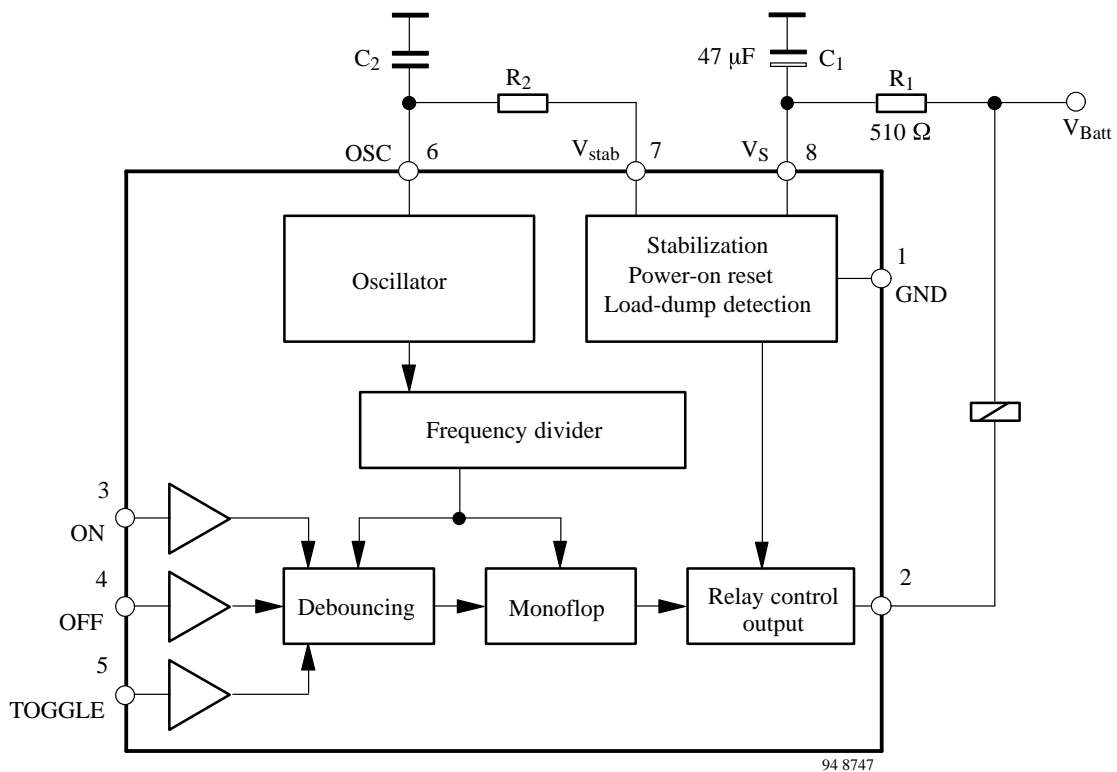 C2
47 μF
C1
R2
R1
510 Ω
VBatt
OSC
6
Vstab
7
VS
8
Oscillator
Stabilization
Power-on reset
Load-dump detection
1
GND
Frequency divider
3
ON
4
OFF
5
TOGGLE
Debouncing
Monoflop
Relay control
output
2
94 8747